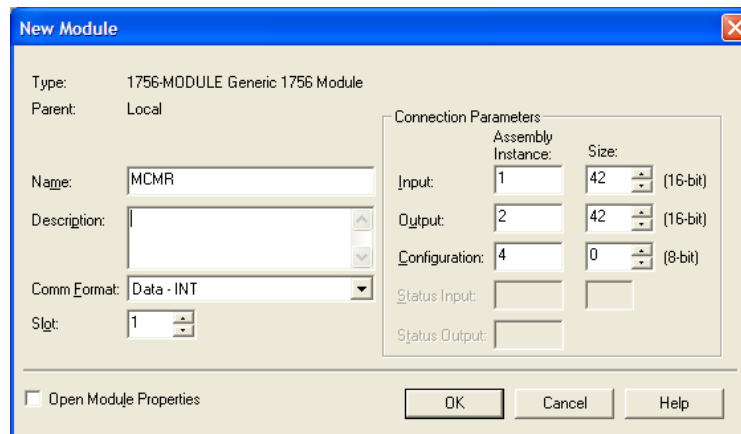 New Module
Type: 1756-MODULE Generic 1756 Module
Parent: Local
Connection Parameters
Assembly Instance: Size:
Name: MCMR
Input: 1 42 (16-bit)
Description:
Output: 2 42 (16-bit)
Configuration: 4 0 (8-bit)
Comm Format: Data - INT
Status Input:
Slot: 1
Status Output:
Open Module Properties
OK Cancel Help